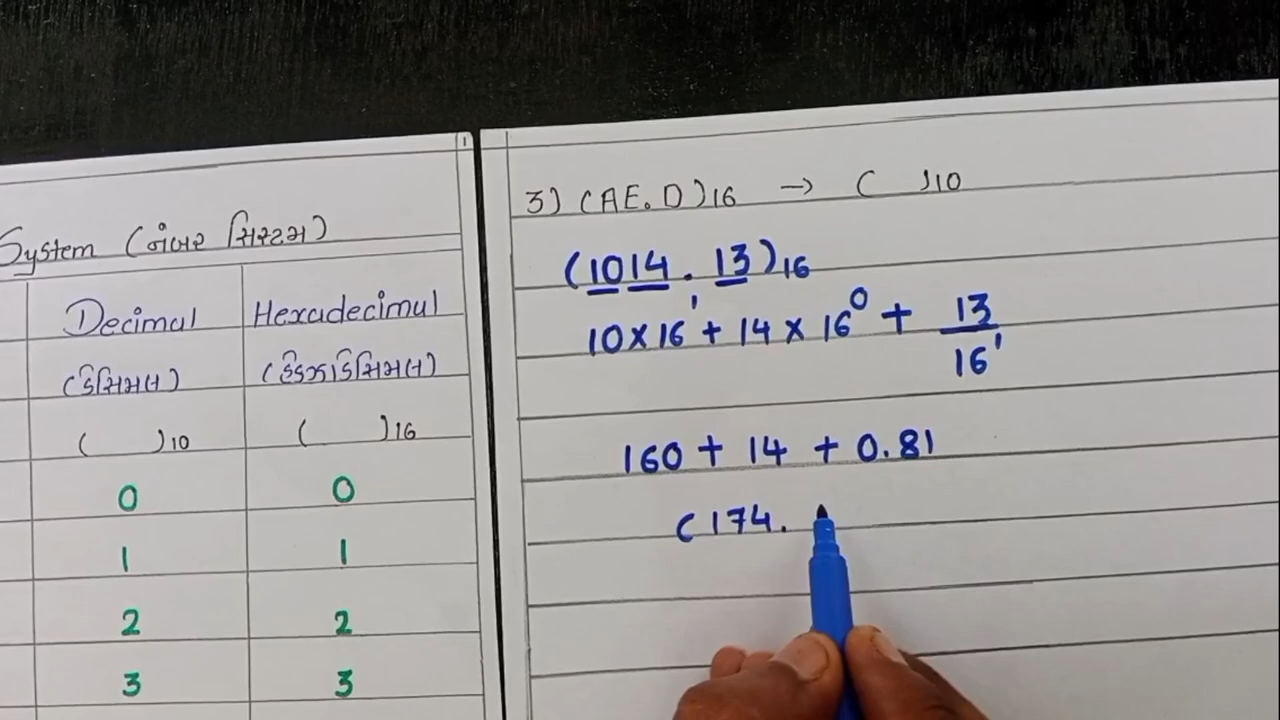 System (નંબર સિસ્ટમ)
Decimal Hexadecimal
(ડેસિમલ) (હેક્ઝાડેસિમલ)
( )10 ( )16
0 0
1 1
2 2
3 3
3) (AE.D)16 → ( )10
(1014 . 13)16
10×16¹ + 14 × 16⁰ + 13/16¹
160 + 14 + 0.81
(174.